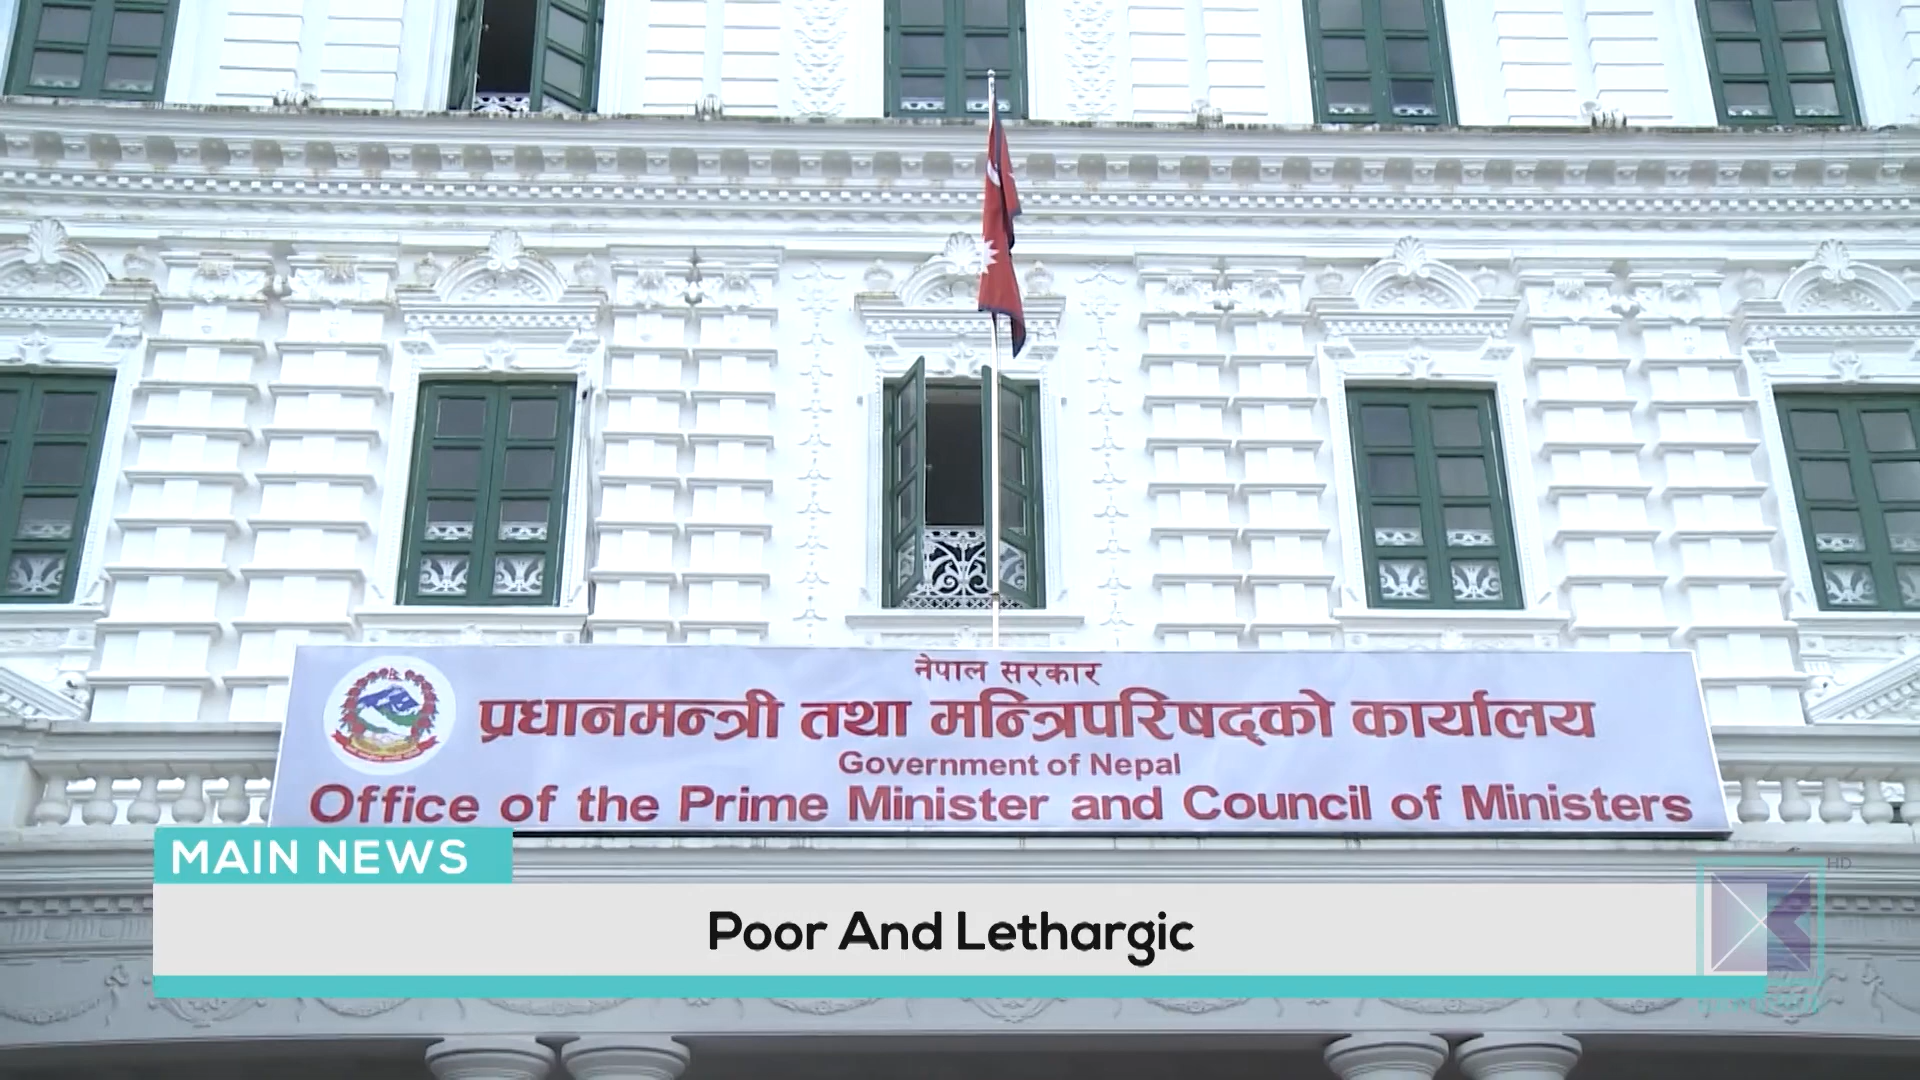 नेपाल सरकार
प्रधानमन्त्री तथा मन्त्रिपरिषद्को कार्यालय
Government of Nepal
Office of the Prime Minister and Council of Ministers
MAIN NEWS
HD
Poor And Lethargic